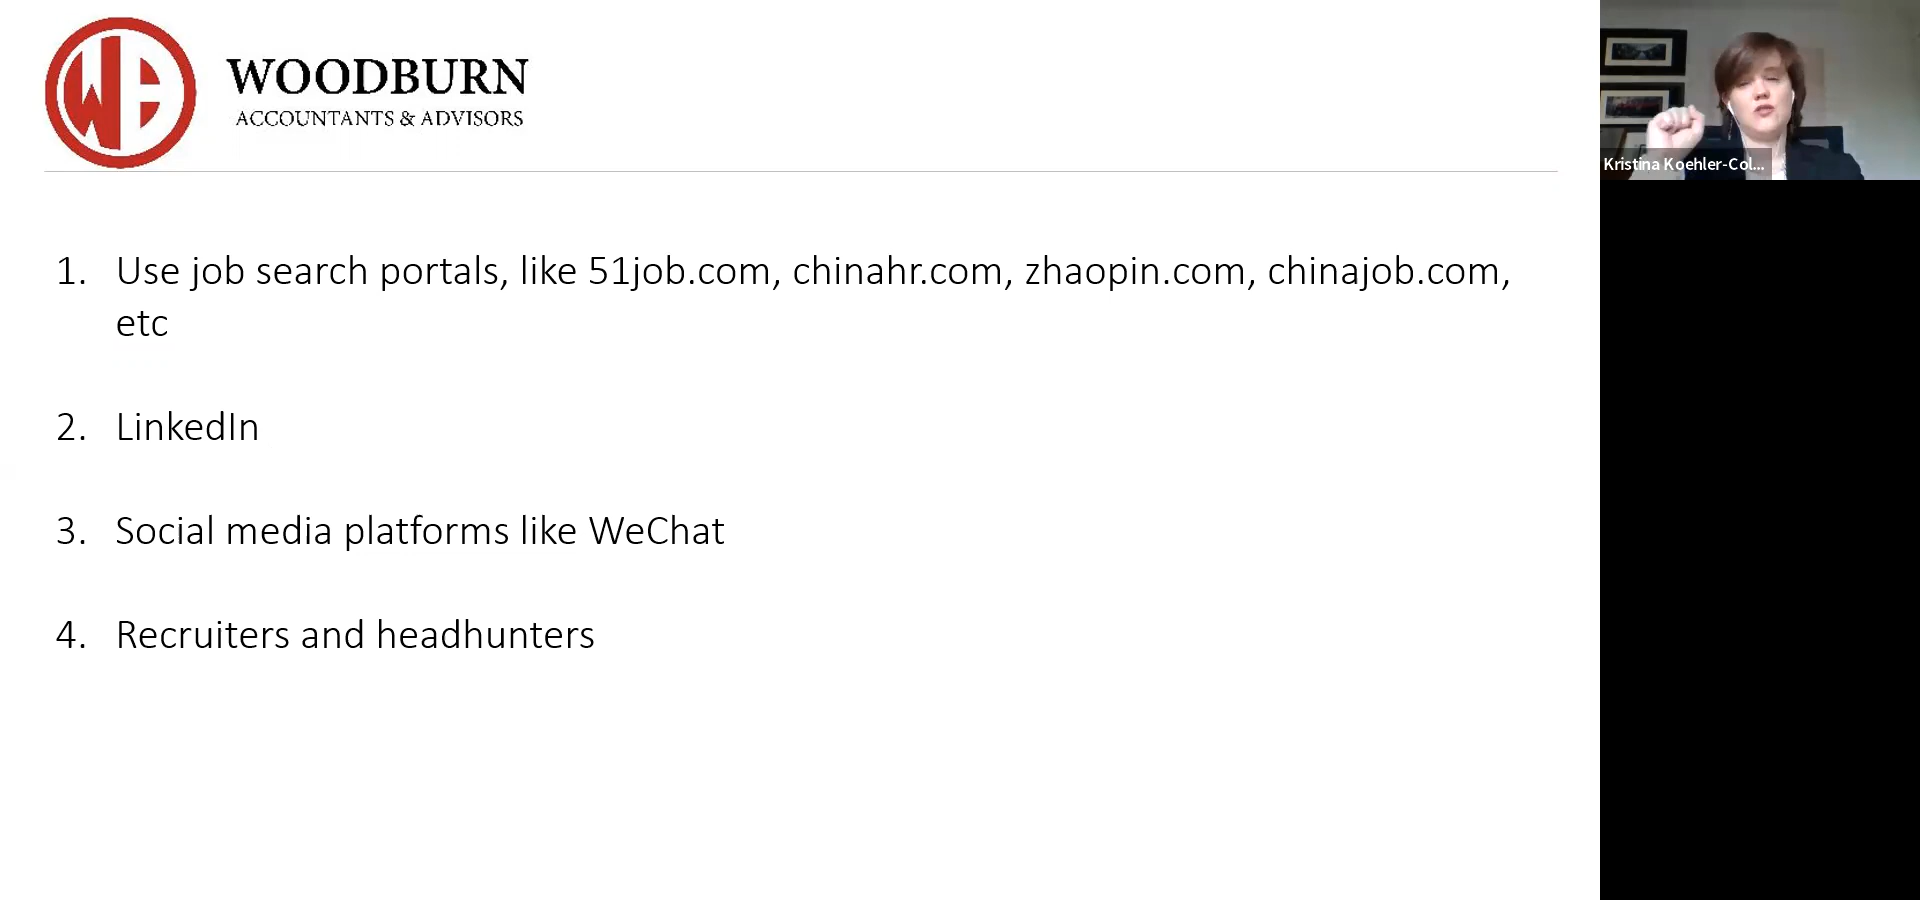 WOODBURN
ACCOUNTANTS & ADVISORS
Kristina Koehler-Col...
1. Use job search portals, like 51job.com, chinahr.com, zhaopin.com, chinajob.com,
etc
2. LinkedIn
3. Social media platforms like WeChat
4. Recruiters and headhunters